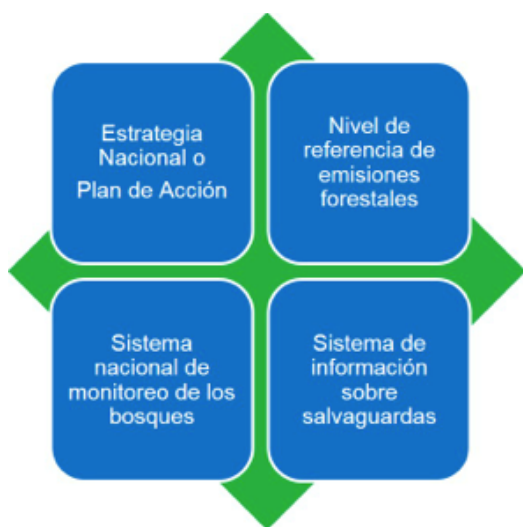 Estrategia
Nacional o
Plan de Acción
Nivel de
referencia de
emisiones
forestales
Sistema
nacional de
monitoreo de los
bosques
Sistema de
información
sobre
salvaguardas